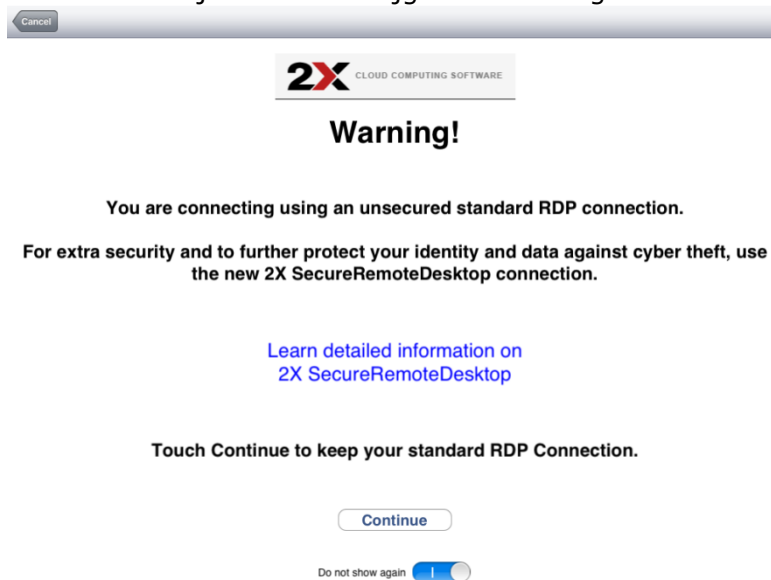 Cancel
2X CLOUD COMPUTING SOFTWARE
Warning!
You are connecting using an unsecured standard RDP connection.
For extra security and to further protect your identity and data against cyber theft, use
the new 2X SecureRemoteDesktop connection.
Learn detailed information on
2X SecureRemoteDesktop
Touch Continue to keep your standard RDP Connection.
Continue
Do not show again